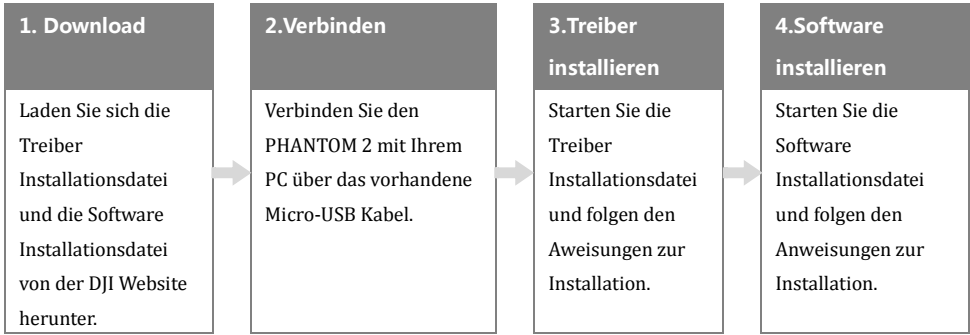 1. Download
Laden Sie sich die
Treiber
Installationsdatei
und die Software
Installationsdatei
von der DJI Website
herunter.
2.Verbinden
Verbinden Sie den
PHANTOM 2 mit Ihrem
PC über das vorhandene
Micro-USB Kabel.
3.Treiber
installieren
Starten Sie die
Treiber
Installationsdatei
und folgen den
Aweisungen zur
Installation.
4.Software
installieren
Starten Sie die
Software
Installationsdatei
und folgen den
Anweisungen zur
Installation.